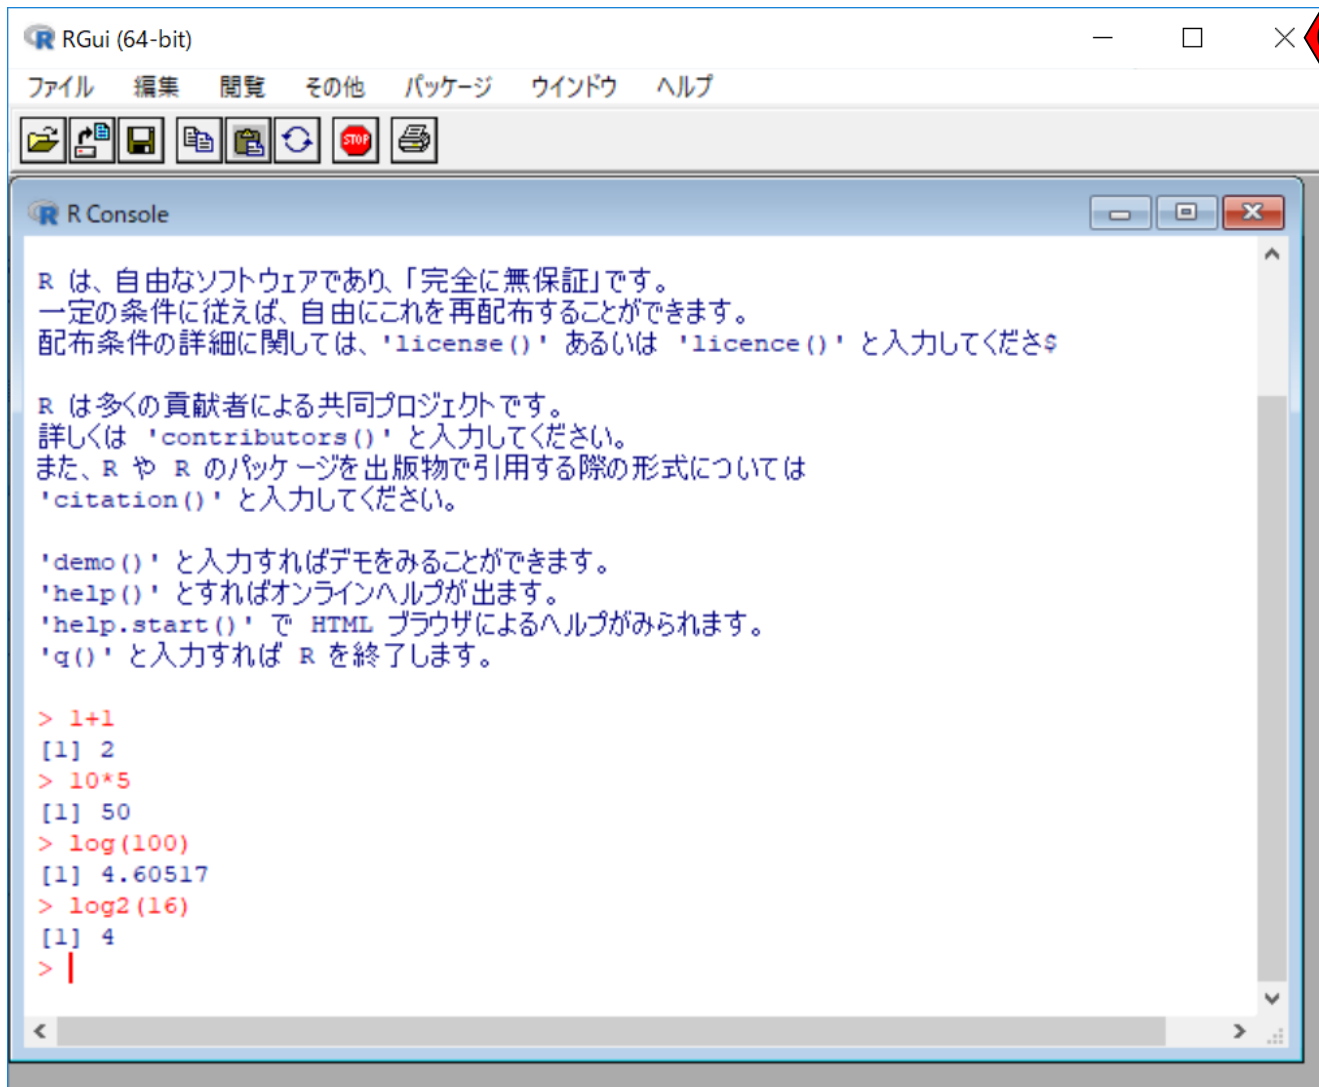 RGui (64-bit)
ファイル 編集 閲覧 その他 パッケージ ウインドウ ヘルプ
STOP
R Console
R は、自由なソフトウェアであり、「完全に無保証」です。
一定の条件に従えば、自由にこれを再配布することができます。
配布条件の詳細に関しては、'license()' あるいは 'licence()' と入力してくださ$
R は多くの貢献者による共同プロジェクトです。
詳しくは 'contributors()' と入力してください。
また、R や R のパッケージを出版物で引用する際の形式については
'citation()' と入力してください。
'demo()' と入力すればデモをみることができます。
'help()' とすればオンラインヘルプが出ます。
'help.start()' で HTML ブラウザによるヘルプがみられます。
'q()' と入力すれば R を終了します。
> 1+1
[1] 2
> 10*5
[1] 50
> log(100)
[1] 4.60517
> log2(16)
[1] 4
>